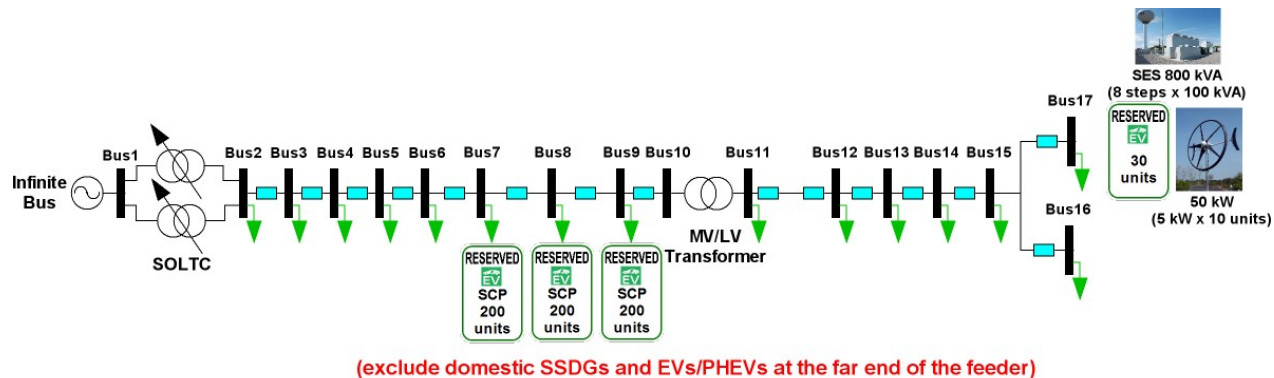 SES 800 kVA
(8 steps x 100 kVA)
Bus17
RESERVED
EV
30
units
50 kW
(5 kW x 10 units)
Infinite
Bus
Bus1
SOLTC
Bus2
Bus3
Bus4
Bus5
Bus6
Bus7
Bus8
Bus9
Bus10
Bus11
Bus12
Bus13
Bus14
Bus15
Bus16
MV/LV
Transformer
RESERVED
EV
SCP
200
units
RESERVED
EV
SCP
200
units
RESERVED
EV
SCP
200
units
(exclude domestic SSDGs and EVs/PHEVs at the far end of the feeder)